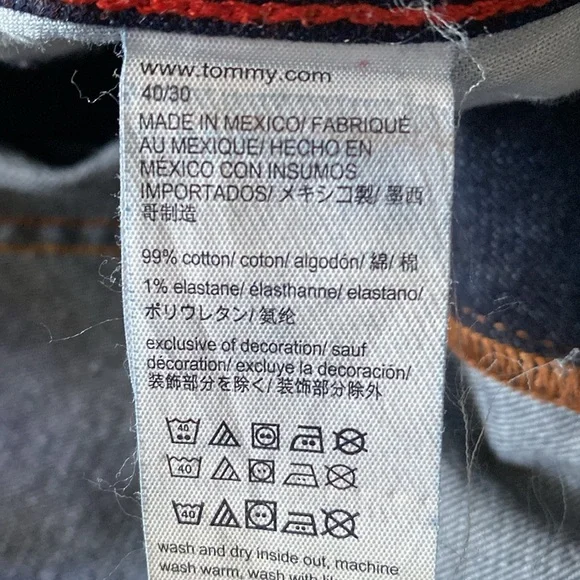 www.tommy.com
40/30
MADE IN MEXICO/ FABRIQUÉ
AU MEXIQUE/ HECHO EN
MÉXICO CON INSUMOS
IMPORTADOS/ メキシコ製/ 墨西
哥制造
99% cotton/ coton/ algodón/ 綿/ 棉
1% elastane/ élasthanne/ elastano/
ポリウレタン/ 氨纶
exclusive of decoration/ sauf
décoration/ excluye la decoración/
装飾部分を除く/ 装饰部分除外
40
40
40
wash and dry inside out, machine
wash warm, wash with